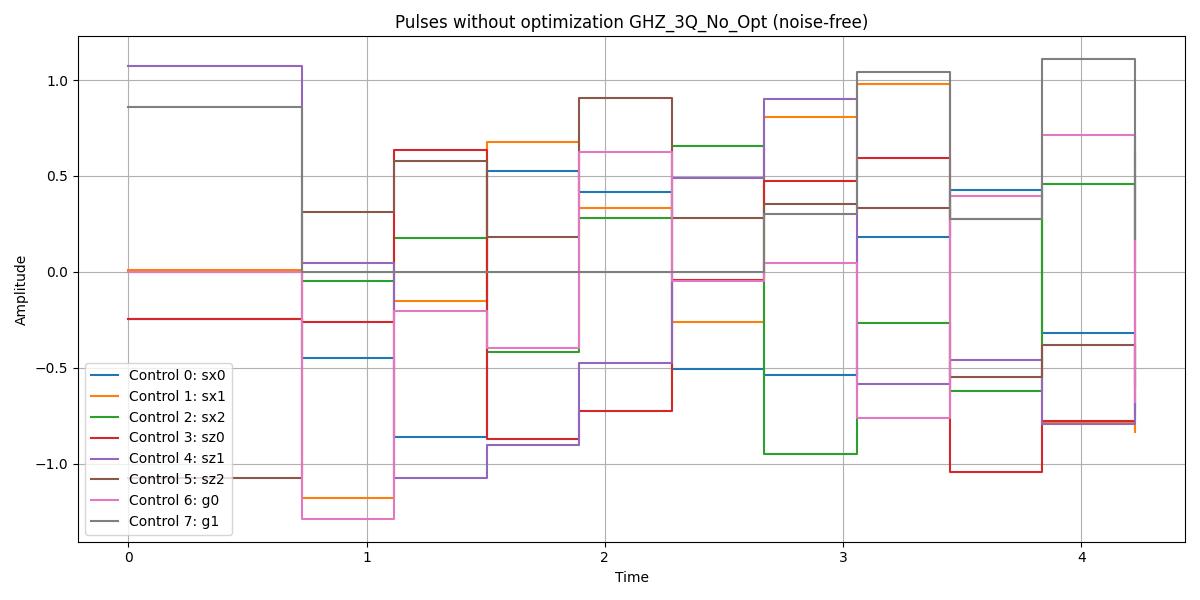 Pulses without optimization GHZ_3Q_No_Opt (noise-free)
Amplitude
1.0
0.5
0.0
−0.5
−1.0
Control 0: sx0
Control 1: sx1
Control 2: sx2
Control 3: sz0
Control 4: sz1
Control 5: sz2
Control 6: g0
Control 7: g1
0 1 2 3 4
Time